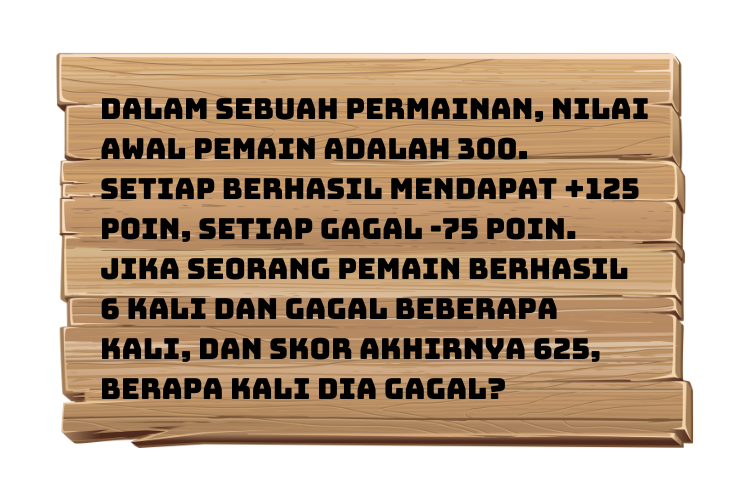 DALAM SEBUAH PERMAINAN, NILAI
AWAL PEMAIN ADALAH 300.
SETIAP BERHASIL MENDAPAT +125
POIN, SETIAP GAGAL -75 POIN.
JIKA SEORANG PEMAIN BERHASIL
6 KALI DAN GAGAL BEBERAPA
KALI, DAN SKOR AKHIRNYA 625,
BERAPA KALI DIA GAGAL?